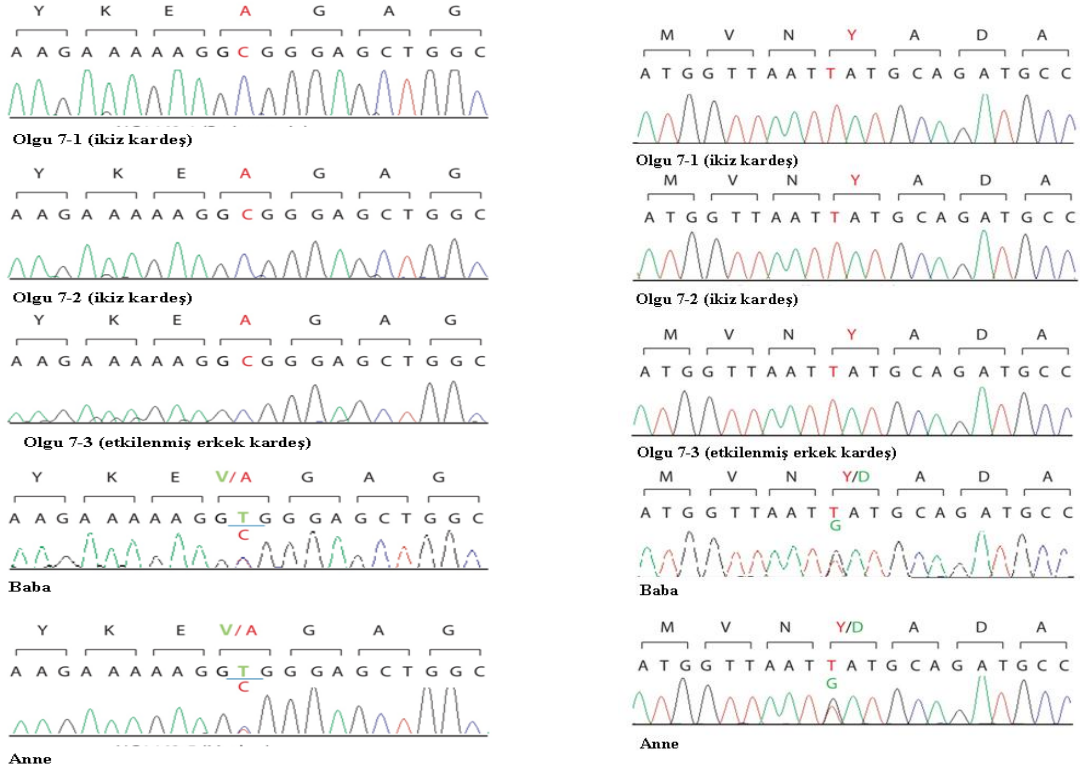 Y K E A G A G
A A G A A A A A G G C G G G A G C T G G C
Olgu 7-1 (ikiz kardeş)
Y K E A G A G
A A G A A A A A G G C G G G A G C T G G C
Olgu 7-2 (ikiz kardeş)
Y K E A G A G
A A G A A A A A G G C G G G A G C T G G C
Olgu 7-3 (etkilenmiş erkek kardeş)
Y K E V/A G A G
A A G A A A A A G G T G G G A G C T G G C
C
Baba
Y K E V/A G A G
A A G A A A A A G G T G G G A G C T G G C
C
Anne
M V N Y A D A
A T G G T T A A T T A T G C A G A T G C C
Olgu 7-1 (ikiz kardeş)
M V N Y A D A
A T G G T T A A T T A T G C A G A T G C C
Olgu 7-2 (ikiz kardeş)
M V N Y A D A
A T G G T T A A T T A T G C A G A T G C C
Olgu 7-3 (etkilenmiş erkek kardeş)
M V N Y/D A D A
A T G G T T A A T T A T G C A G A T G C C
G
Baba
M V N Y/D A D A
A T G G T T A A T T A T G C A G A T G C C
G
Anne